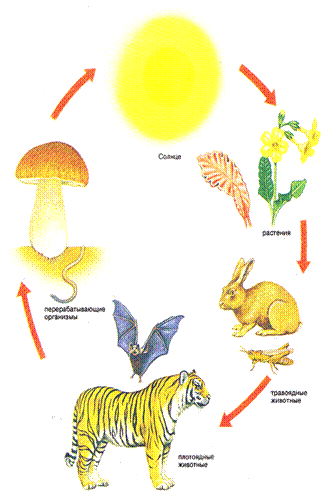 Солнце
растения
травоядные
животные
плотоядные
животные
перерабатывающие
организмы